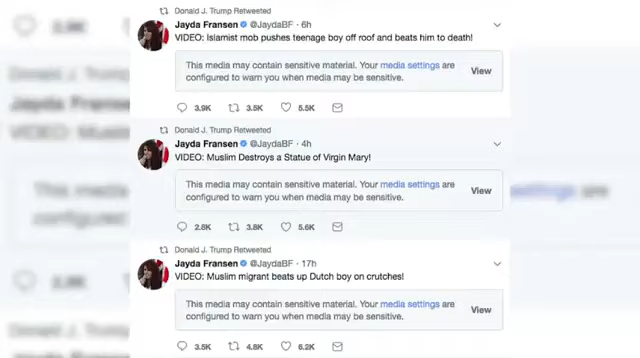 Donald J. Trump Retweeted
Jayda Fransen @JaydaBF · 6h
VIDEO: Islamist mob pushes teenage boy off roof and beats him to death!
This media may contain sensitive material. Your media settings are
configured to warn you when media may be sensitive.
View
3.9K 3.5K 5.5K
Donald J. Trump Retweeted
Jayda Fransen @JaydaBF · 4h
VIDEO: Muslim Destroys a Statue of Virgin Mary!
This media may contain sensitive material. Your media settings are
configured to warn you when media may be sensitive.
View
2.8K 3.8K 5.6K
Donald J. Trump Retweeted
Jayda Fransen @JaydaBF · 17h
VIDEO: Muslim migrant beats up Dutch boy on crutches!
This media may contain sensitive material. Your media settings are
configured to warn you when media may be sensitive.
View
3.5K 4.8K 6.2K